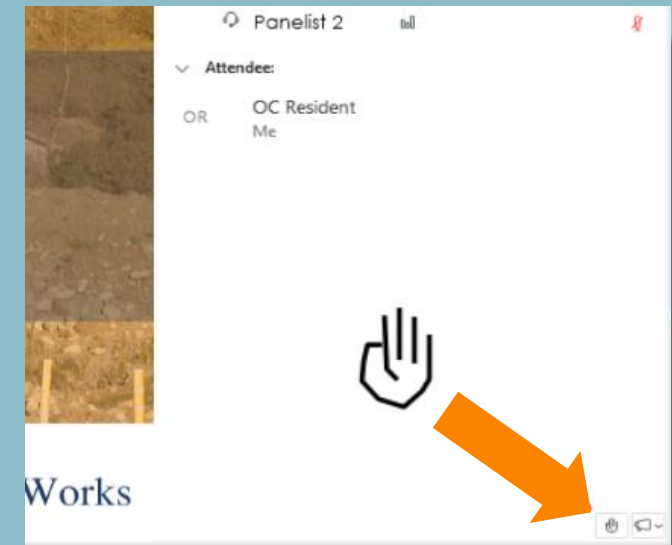 Panelist 2
Attendee:
OR
OC Resident
Me
Works